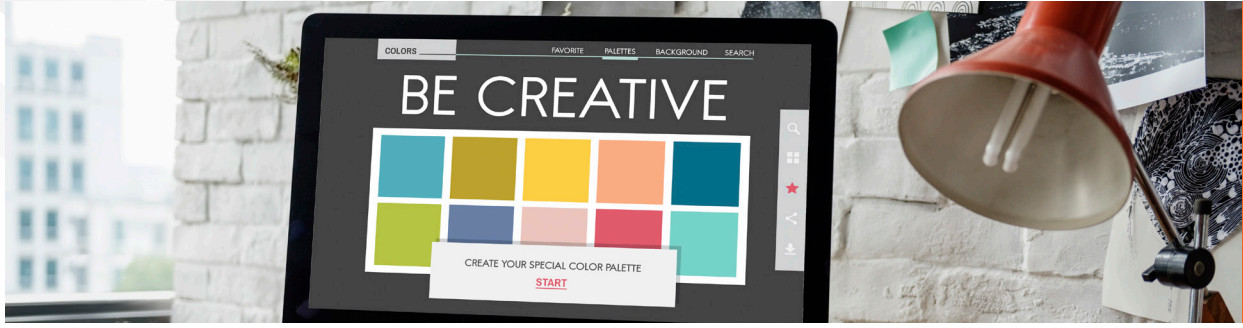 COLORS
FAVORITE PALETTES BACKGROUND SEARCH
BE CREATIVE
CREATE YOUR SPECIAL COLOR PALETTE
START